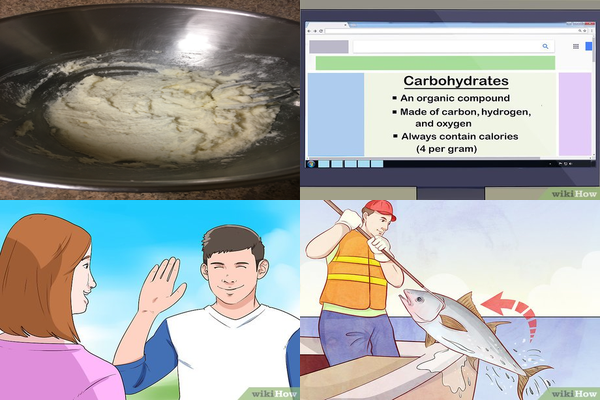 Carbohydrates
▪ An organic compound
▪ Made of carbon, hydrogen,
and oxygen
▪ Always contain calories
(4 per gram)
wikiHow
wikiHow
wikiHow